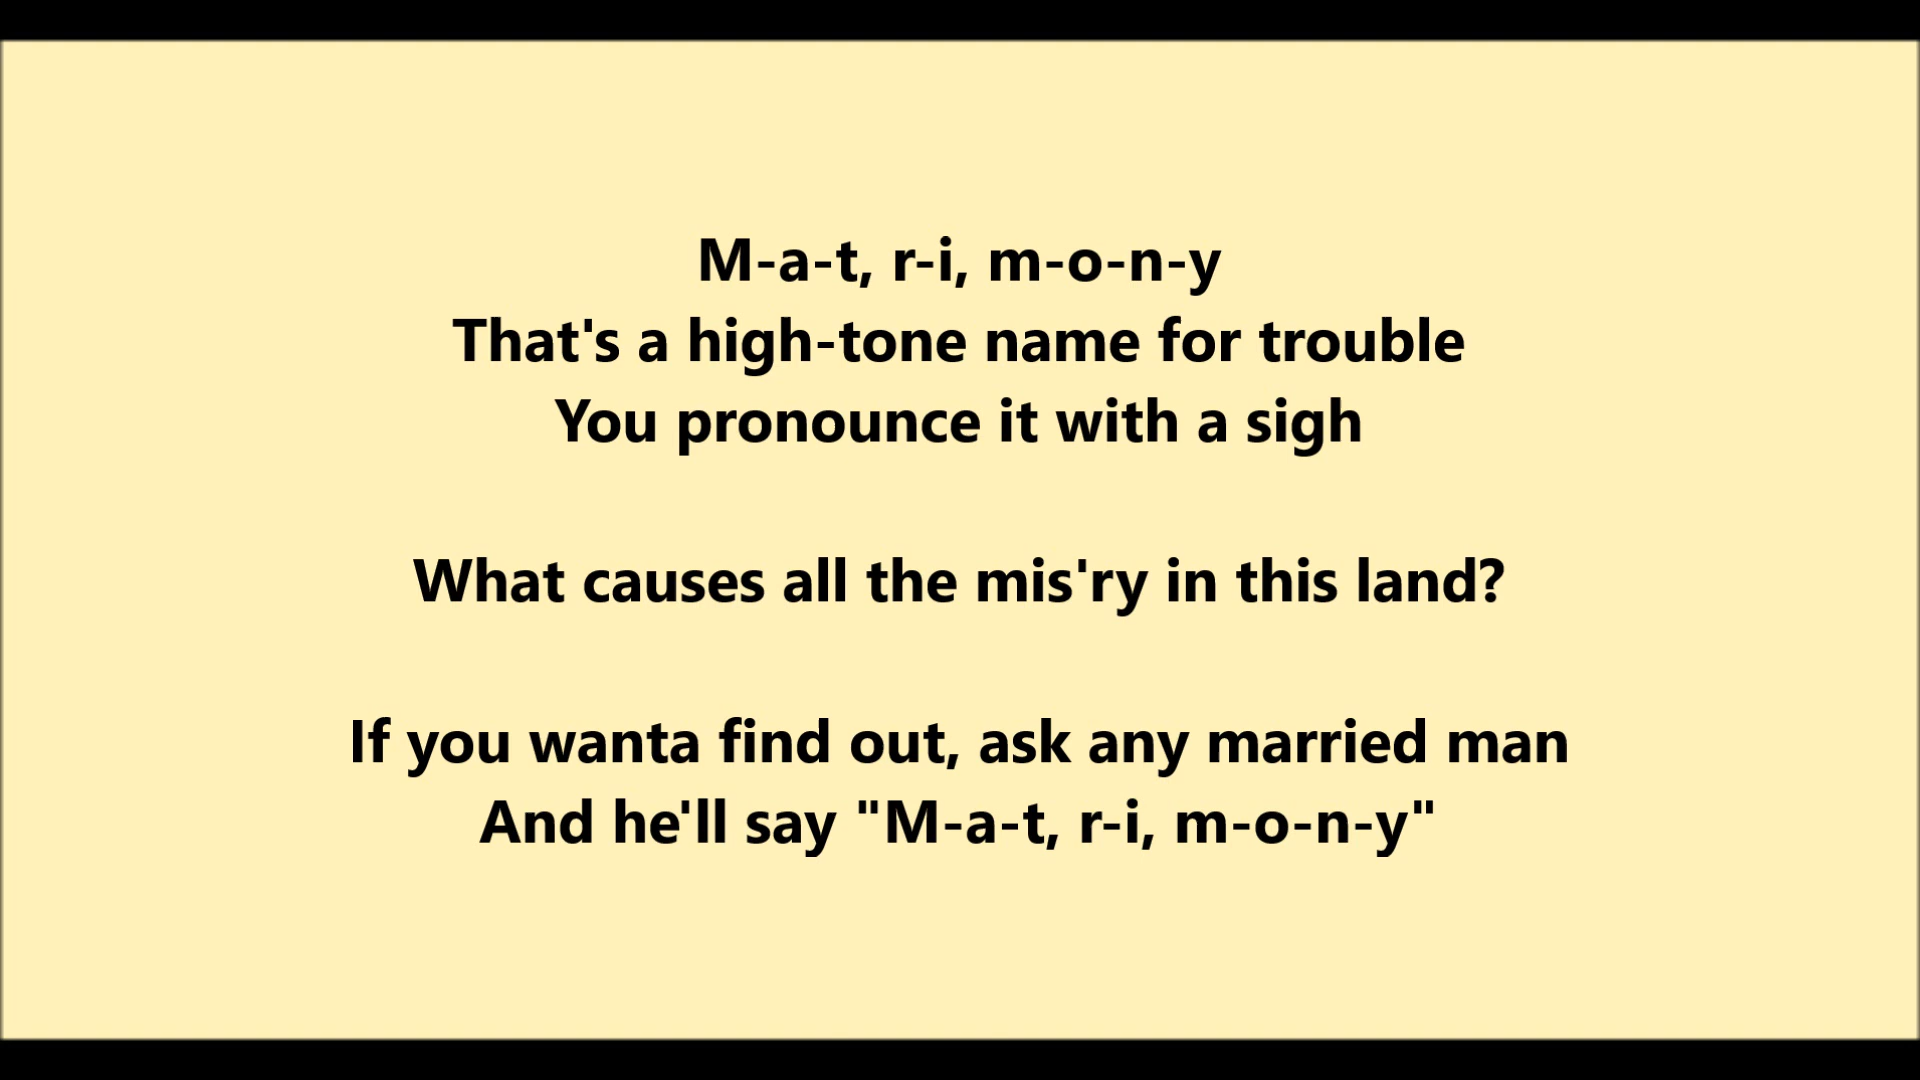 M-a-t, r-i, m-o-n-y
That's a high-tone name for trouble
You pronounce it with a sigh
What causes all the mis'ry in this land?
If you wanta find out, ask any married man
And he'll say "M-a-t, r-i, m-o-n-y"